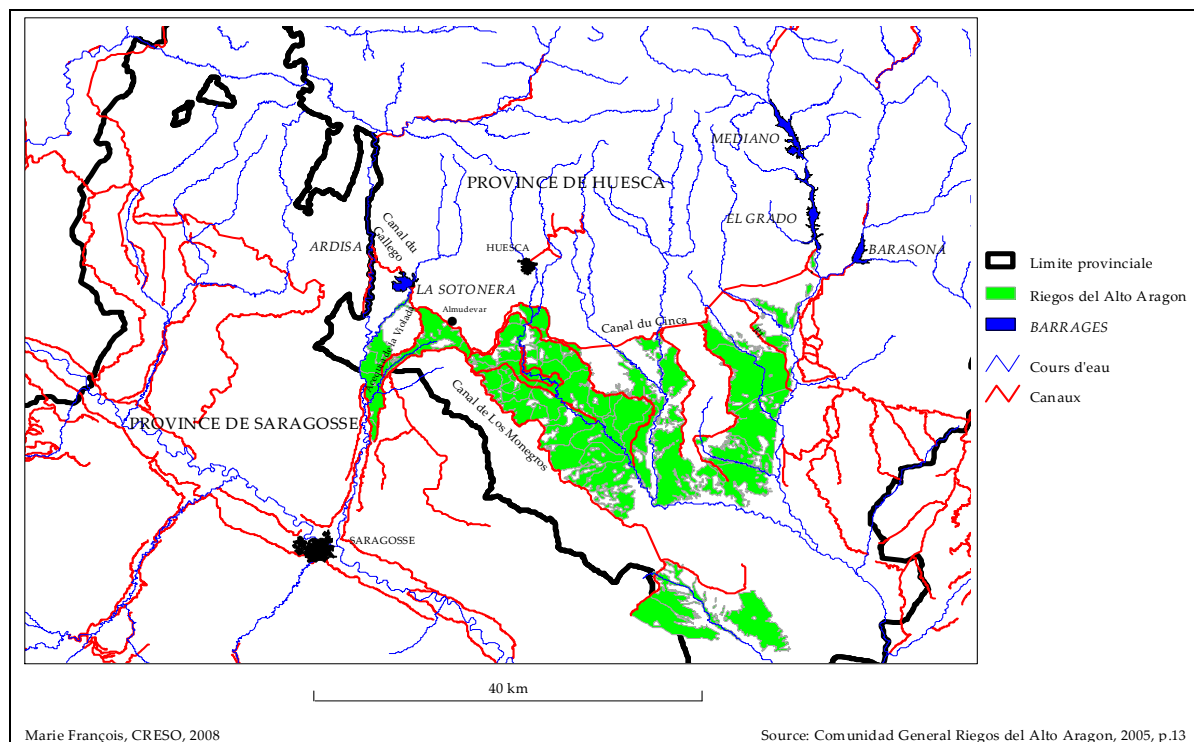 MEDIANO
PROVINCE DE HUESCA
EL GRADO
Canal du
Gallego
ARDISA
HUESCA
BARASONA
LA SOTONERA
Almudevar
Canal du Cinca
Acequia de la Violada
Canal de Los Monegros
PROVINCE DE SARAGOSSE
SARAGOSSE
Limite provinciale
Riegos del Alto Aragon
BARRAGES
Cours d'eau
Canaux
40 km
Marie François, CRESO, 2008
Source: Comunidad General Riegos del Alto Aragon, 2005, p.13